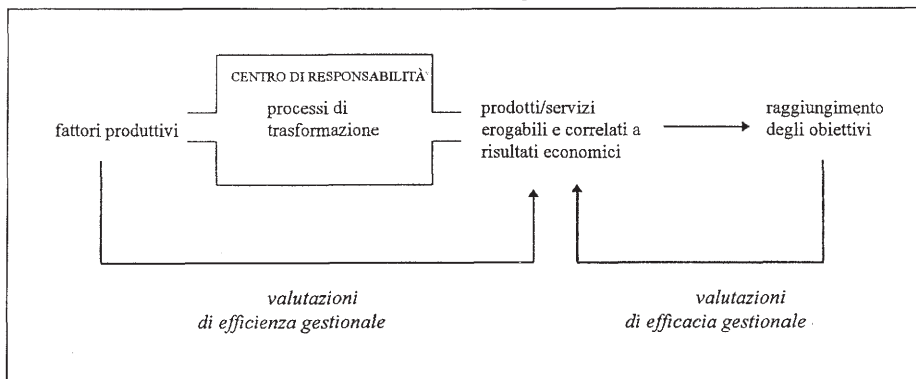 CENTRO DI RESPONSABILITÀ
processi di
trasformazione
fattori produttivi
prodotti/servizi
erogabili e correlati a
risultati economici
raggiungimento
degli obiettivi
valutazioni
di efficienza gestionale
valutazioni
di efficacia gestionale